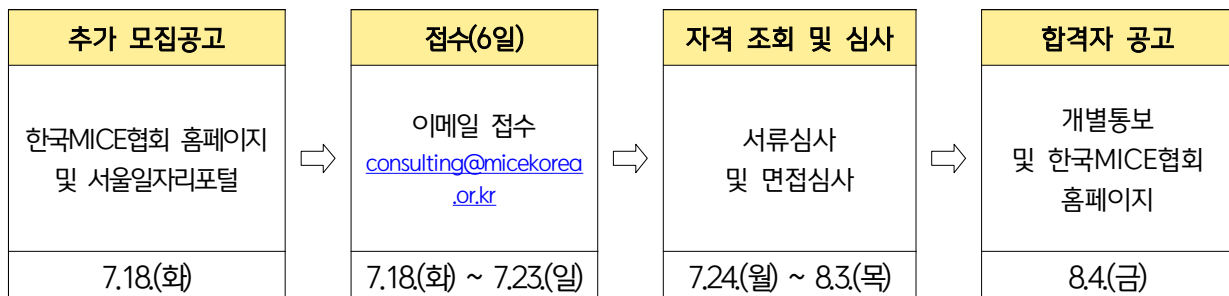 추가 모집공고
한국MICE협회 홈페이지
및 서울일자리포털
7.18.(화)
접수(6일)
이메일 접수
consulting@micekorea
.or.kr
7.18.(화) ~ 7.23.(일)
자격 조회 및 심사
서류심사
및 면접심사
7.24.(월) ~ 8.3.(목)
합격자 공고
개별통보
및 한국MICE협회
홈페이지
8.4.(금)